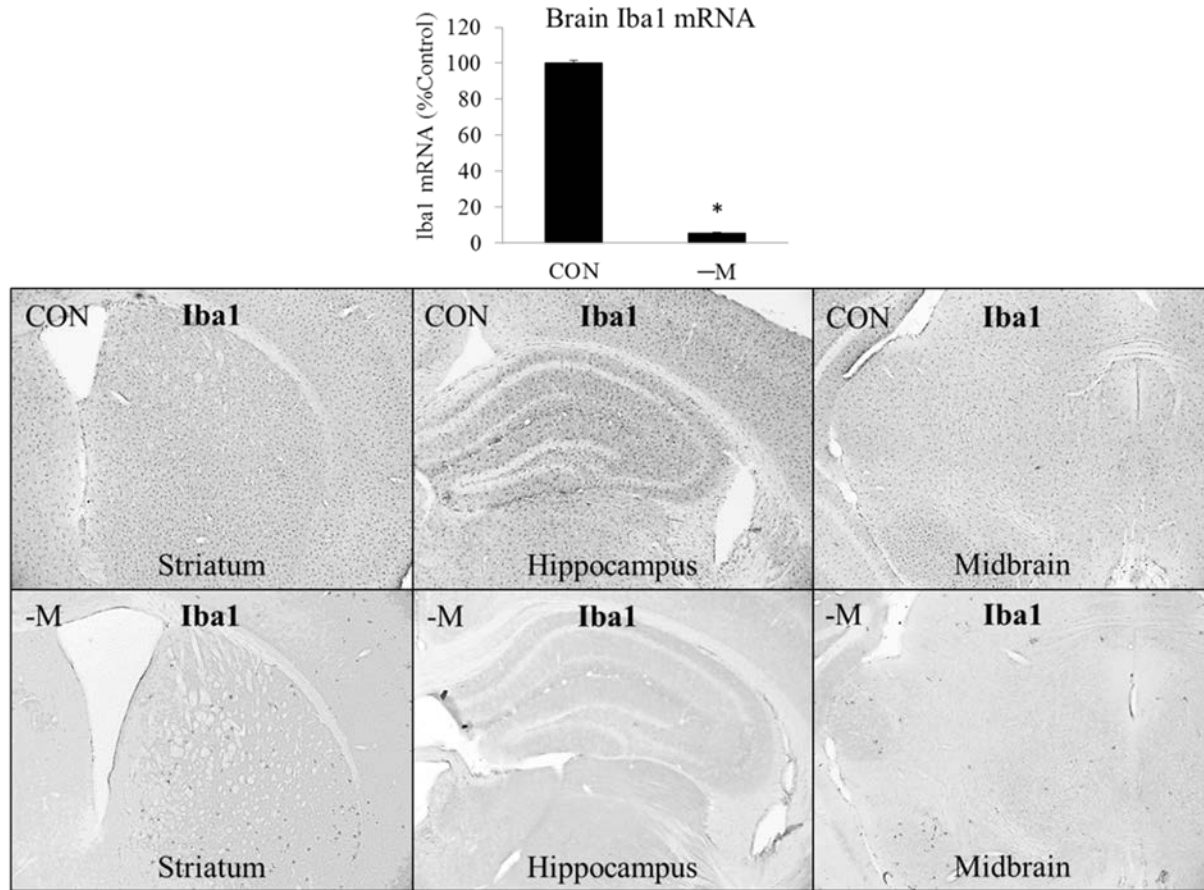 Brain Iba1 mRNA
Iba1 mRNA (%Control)
120
100
80
60
40
20
0
*
CON
—M
CON
Iba1
Striatum
CON
Iba1
Hippocampus
CON
Iba1
Midbrain
-M
Iba1
Striatum
-M
Iba1
Hippocampus
-M
Iba1
Midbrain